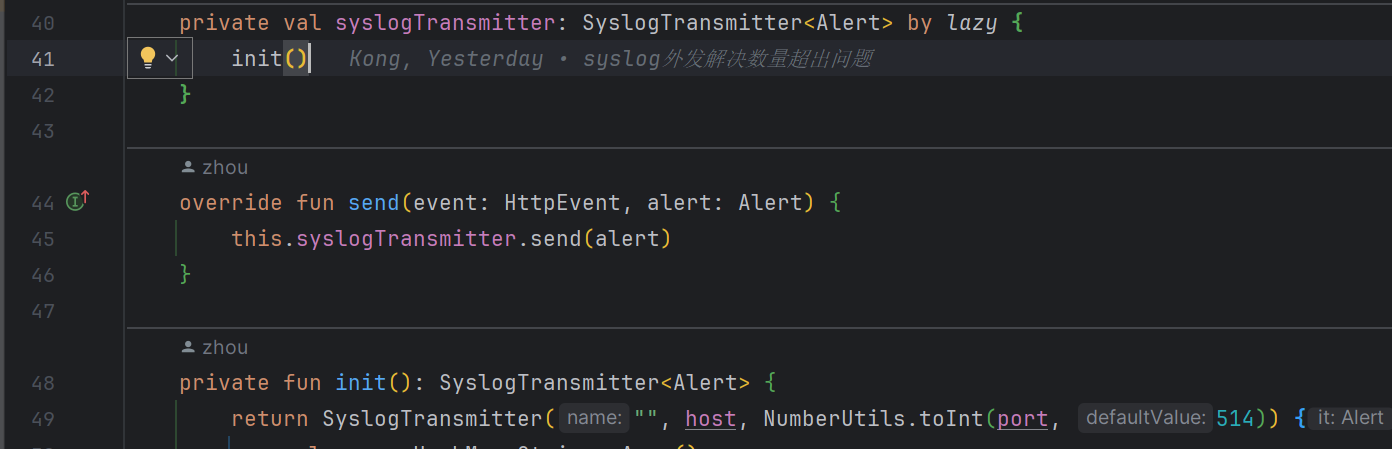 40 private val syslogTransmitter: SyslogTransmitter<Alert> by lazy {
41 init() Kong, Yesterday • syslog外发解决数量超出问题
42 }
43
zhou
44 override fun send(event: HttpEvent, alert: Alert) {
45 this.syslogTransmitter.send(alert)
46 }
47
zhou
48 private fun init(): SyslogTransmitter<Alert> {
49 return SyslogTransmitter( name: "", host, NumberUtils.toInt(port, defaultValue: 514)) { it: Alert